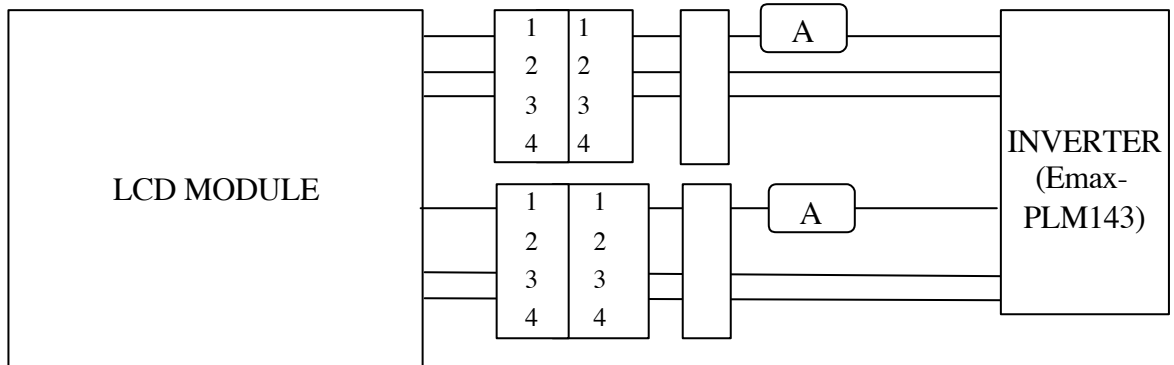 1 1
A
2 2
3 3
4 4
LCD MODULE
INVERTER
(Emax-
PLM143)
1 1
A
2 2
3 3
4 4